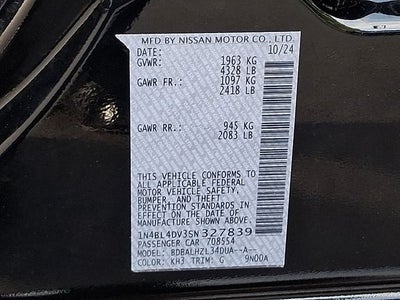 MFD BY NISSAN MOTOR CO., LTD.
DATE: 10/24
GVWR: 1963 KG
4328 LB
GAWR FR.: 1097 KG
2418 LB
GAWR RR.: 945 KG
2083 LB
THIS VEHICLE CONFORMS
TO ALL APPLICABLE FEDERAL
MOTOR VEHICLE SAFETY,
BUMPER, AND THEFT
PREVENTION STANDARDS IN
EFFECT ON THE DATE OF
MANUFACTURE SHOWN ABOVE.
1N4BL4DV3SN327839
PASSENGER CAR 708554
MODEL: BDBALHZL34DUA--A--
COLOR: KH3 TRIM: G 9N00A